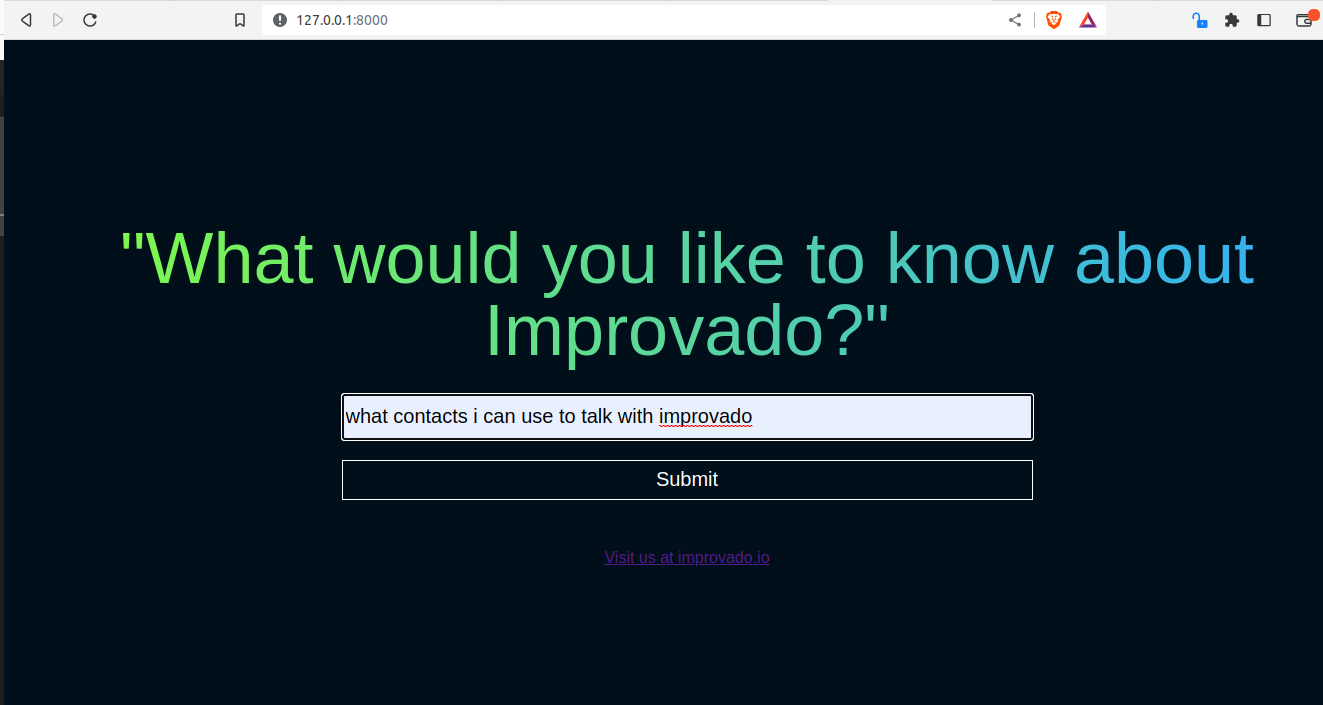 127.0.0.1:8000
"What would you like to know about
Improvado?"
what contacts i can use to talk with improvado
Submit
Visit us at improvado.io